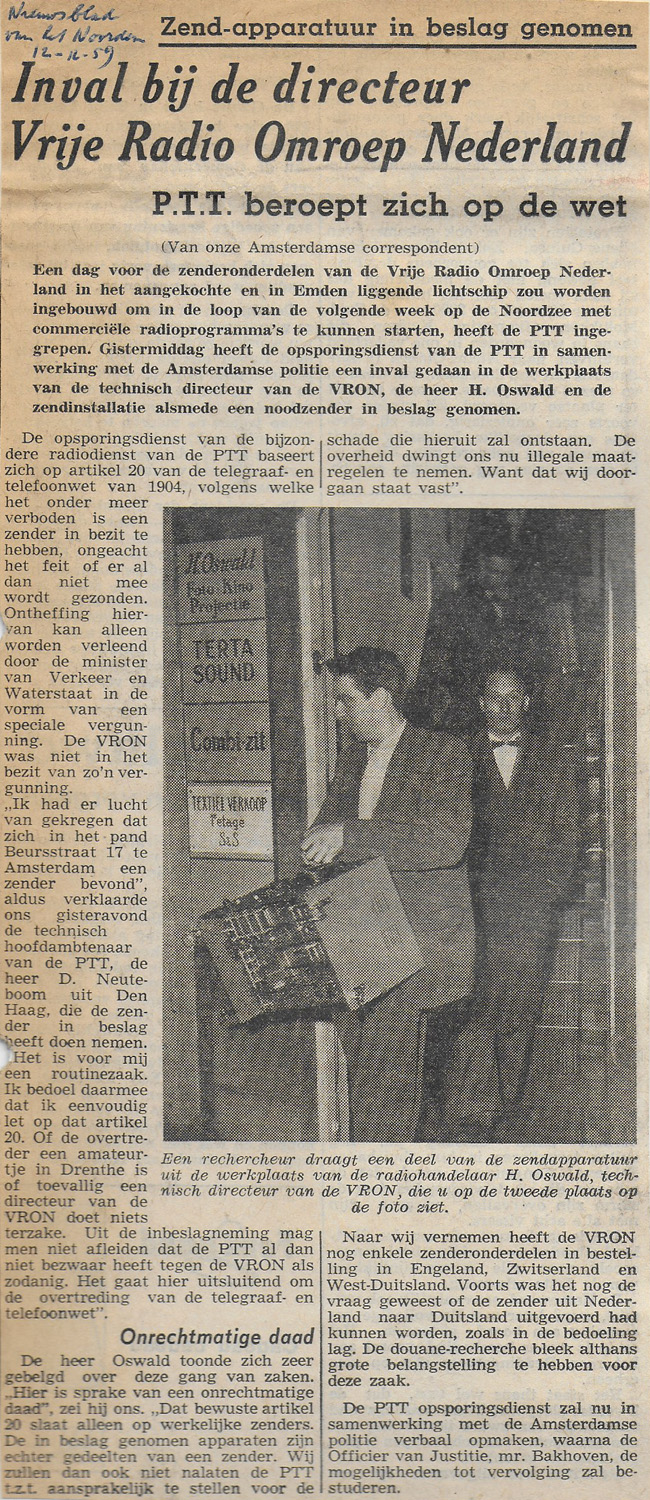 Nieuwsblad
van het Noorden
12-11-59
Zend-apparatuur in beslag genomen
Inval bij de directeur
Vrije Radio Omroep Nederland
P.T.T. beroept zich op de wet
(Van onze Amsterdamse correspondent)
Een dag voor de zenderonderdelen van de Vrije Radio Omroep Neder-
land in het aangekochte en in Emden liggende lichtschip zou worden
ingebouwd om in de loop van de volgende week op de Noordzee met
commerciële radioprogramma's te kunnen starten, heeft de PTT inge-
grepen. Gistermiddag heeft de opsporingsdienst van de PTT in samen-
werking met de Amsterdamse politie een inval gedaan in de werkplaats
van de technisch directeur van de VRON, de heer H. Oswald en de
zendinstallatie alsmede een noodzender in beslag genomen.
De opsporingsdienst van de bijzon-
dere radiodienst van de PTT baseert
zich op artikel 20 van de telegraaf- en
telefoonwet van 1904, volgens welke
het onder meer
verboden is een
zender in bezit te
hebben, ongeacht
het feit of er al
dan niet mee
wordt gezonden.
Ontheffing hier-
van kan alleen
worden verleend
door de minister
van Verkeer en
Waterstaat in de
vorm van een
speciale vergun-
ning. De VRON
was niet in het
bezit van zo'n ver-
gunning.
„Ik had er lucht
van gekregen dat
zich in het pand
Beursstraat 17 te
Amsterdam een
zender bevond”,
aldus verklaarde
ons gisteravond
de technisch
hoofdambtenaar
van de PTT, de
heer D. Neute-
boom uit Den
Haag, die de zen-
der in beslag
heeft doen nemen.
„Het is voor mij
een routinezaak.
Ik bedoel daarmee
dat ik eenvoudig
let op dat artikel
20. Of de overtre-
der een amateur-
tje in Drenthe is
of toevallig een
directeur van de
VRON doet niets
terzake. Uit de inbeslagneming mag
men niet afleiden dat de PTT al dan
niet bezwaar heeft tegen de VRON als
zodanig. Het gaat hier uitsluitend om
de overtreding van de telegraaf- en
telefoonwet”.
Onrechtmatige daad
De heer Oswald toonde zich zeer
gebelgd over deze gang van zaken.
„Hier is sprake van een onrechtmatige
daad”, zei hij ons. „Dat bewuste artikel
20 slaat alleen op werkelijke zenders.
De in beslag genomen apparaten zijn
echter gedeelten van een zender. Wij
zullen dan ook niet nalaten de PTT
t.z.t. aansprakelijk te stellen voor de
schade die hieruit zal ontstaan. De
overheid dwingt ons nu illegale maat-
regelen te nemen. Want dat wij door-
gaan staat vast”.
H Oswald
Foto Kino
Projectie
TERTA
SOUND
Combi-zit
TEXTIEL VERKOOP
1e etage
S&S
Een rechercheur draagt een deel van de zendapparatuur
uit de werkplaats van de radiohandelaar H. Oswald, tech-
nisch directeur van de VRON, die u op de tweede plaats op
de foto ziet.
Naar wij vernemen heeft de VRON
nog enkele zenderonderdelen in bestel-
ling in Engeland, Zwitserland en
West-Duitsland. Voorts was het nog de
vraag geweest of de zender uit Neder-
land naar Duitsland uitgevoerd had
kunnen worden, zoals in de bedoeling
lag. De douane-recherche bleek althans
grote belangstelling te hebben voor
deze zaak.
De PTT opsporingsdienst zal nu in
samenwerking met de Amsterdamse
politie verbaal opmaken, waarna de
Officier van Justitie, mr. Bakhoven, de
mogelijkheden tot vervolging zal be-
studeren.